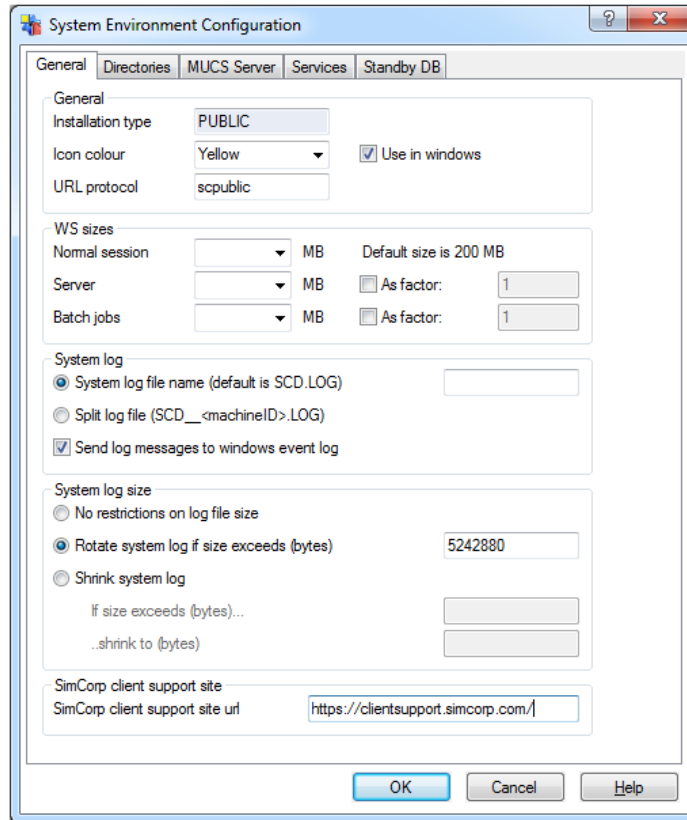 System Environment Configuration
General Directories MUCS Server Services Standby DB
General
Installation type PUBLIC
Icon colour Yellow Use in windows
URL protocol scpublic
WS sizes
Normal session MB Default size is 200 MB
Server MB As factor: 1
Batch jobs MB As factor: 1
System log
System log file name (default is SCD.LOG)
Split log file (SCD__<machineID>.LOG)
Send log messages to windows event log
System log size
No restrictions on log file size
Rotate system log if size exceeds (bytes) 5242880
Shrink system log
If size exceeds (bytes)...
..shrink to (bytes)
SimCorp client support site
SimCorp client support site url https://clientsupport.simcorp.com/
OK Cancel Help